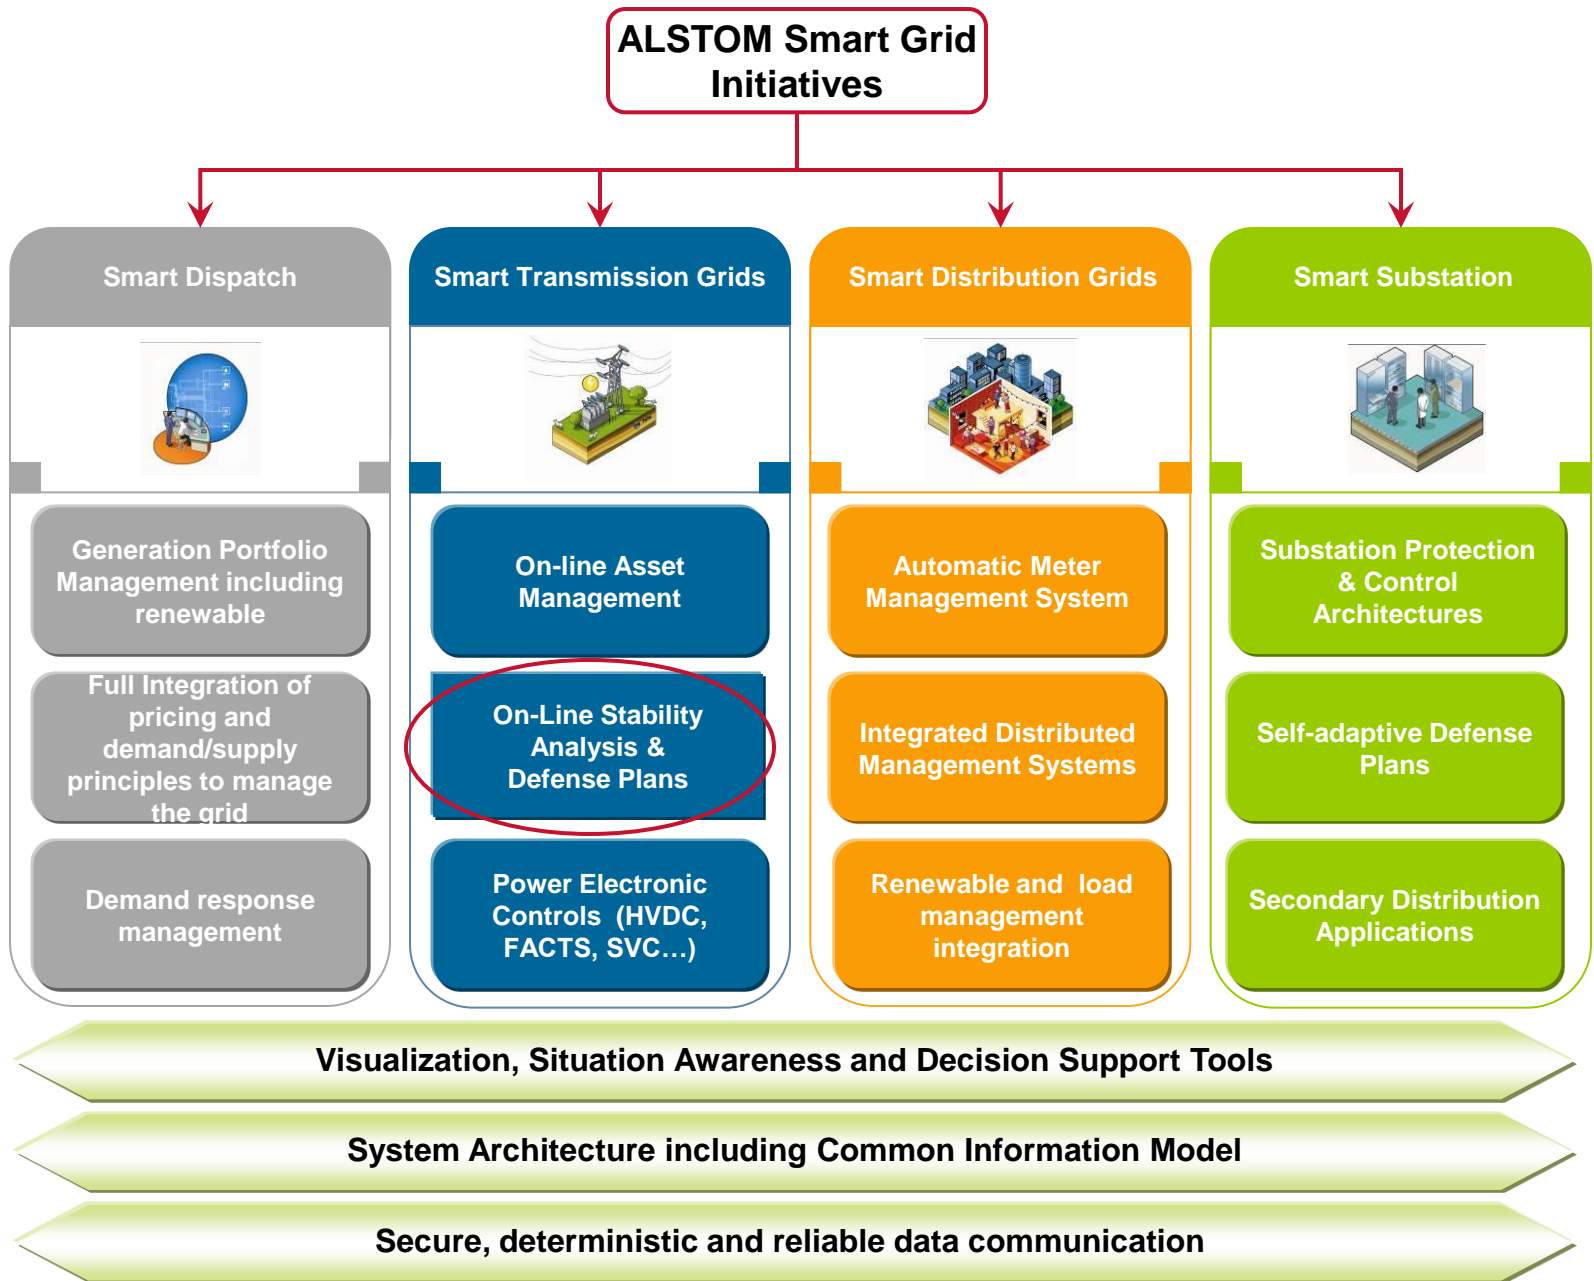 ALSTOM Smart Grid
Initiatives
Smart Dispatch
Smart Transmission Grids
Smart Distribution Grids
Smart Substation
Generation Portfolio
Management including
renewable
Full Integration of
pricing and
demand/supply
principles to manage
the grid
Demand response
management
On-line Asset
Management
On-Line Stability
Analysis &
Defense Plans
Power Electronic
Controls (HVDC,
FACTS, SVC…)
Automatic Meter
Management System
Integrated Distributed
Management Systems
Renewable and load
management
integration
Substation Protection
& Control
Architectures
Self-adaptive Defense
Plans
Secondary Distribution
Applications
Visualization, Situation Awareness and Decision Support Tools
System Architecture including Common Information Model
Secure, deterministic and reliable data communication